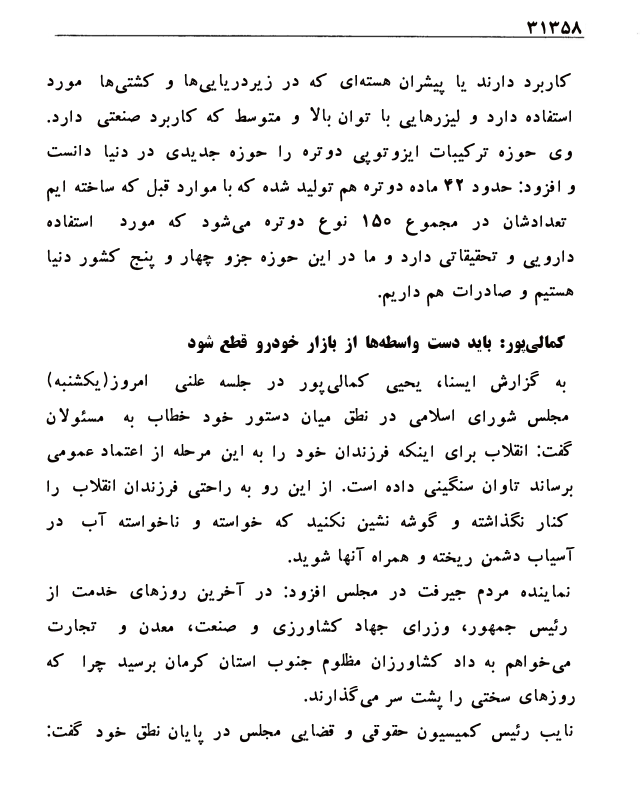 ۳۱۳۵۸
کاربرد دارند یا پیشران هسته‌ای که در زیردریایی‌ها و کشتی‌ها مورد
استفاده دارد و لیزرهایی با توان بالا و متوسط که کاربرد صنعتی دارد.
وی حوزه ترکیبات ایزوتوپی دوتره را حوزه جدیدی در دنیا دانست
و افزود: حدود ۴۲ ماده دوتره هم تولید شده که با موارد قبل که ساخته ایم
تعدادشان در مجموع ۱۵۰ نوع دوتره می‌شود که مورد استفاده
دارویی و تحقیقاتی دارد و ما در این حوزه جزو چهار و پنج کشور دنیا
هستیم و صادرات هم داریم.
کمالی‌پور: باید دست واسطه‌ها از بازار خودرو قطع شود
به گزارش ایسنا، یحیی کمالی‌پور در جلسه علنی امروز(یکشنبه)
مجلس شورای اسلامی در نطق میان دستور خود خطاب به مسئولان
گفت: انقلاب برای اینکه فرزندان خود را به این مرحله از اعتماد عمومی
برساند تاوان سنگینی داده است. از این رو به راحتی فرزندان انقلاب را
کنار نگذاشته و گوشه نشین نکنید که خواسته و ناخواسته آب در
آسیاب دشمن ریخته و همراه آنها شوید.
نماینده مردم جیرفت در مجلس افزود: در آخرین روزهای خدمت از
رئیس جمهور، وزرای جهاد کشاورزی و صنعت، معدن و تجارت
می‌خواهم به داد کشاورزان مظلوم جنوب استان کرمان برسید چرا که
روزهای سختی را پشت سر می‌گذارند.
نایب رئیس کمیسیون حقوقی و قضایی مجلس در پایان نطق خود گفت: